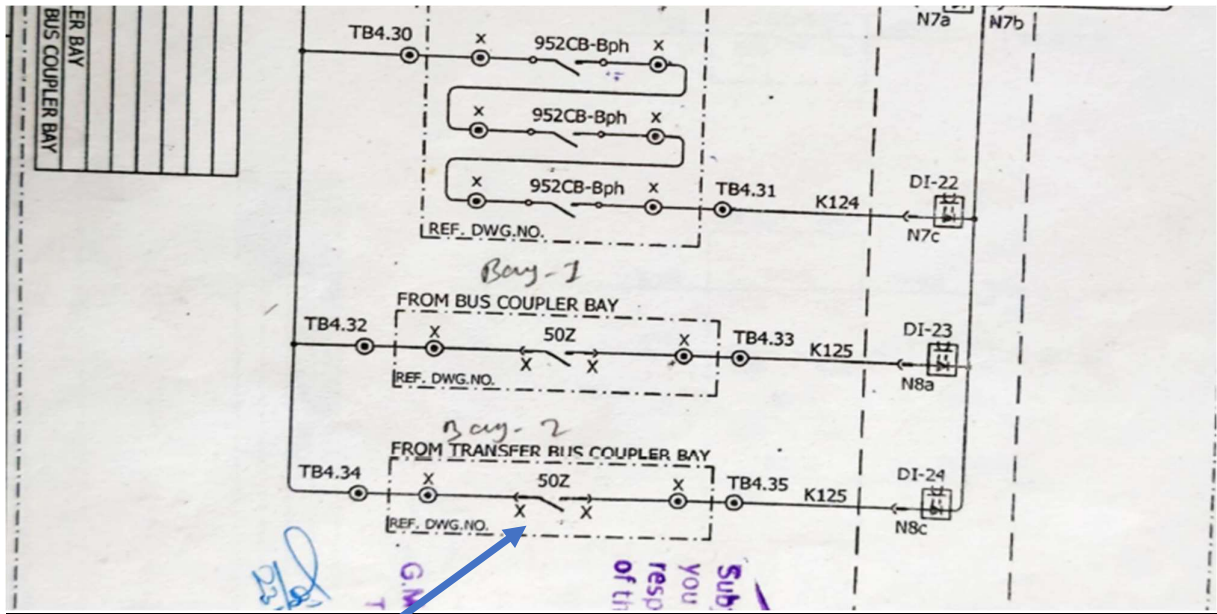 ER BAY
BUS COUPLER BAY
N7a
N7b
TB4.30
X
952CB-Bph
X
X
952CB-Bph
X
X
952CB-Bph
X
TB4.31
K124
DI-22
N7c
REF. DWG.NO.
Bay-1
FROM BUS COUPLER BAY
TB4.32
X
50Z
X
X
X
TB4.33
K125
DI-23
N8a
REF. DWG.NO.
Bay-2
FROM TRANSFER BUS COUPLER BAY
TB4.34
X
50Z
X
X
X
TB4.35
K125
DI-24
N8c
REF. DWG.NO.
G.M
T
Sub
you
resp
of th